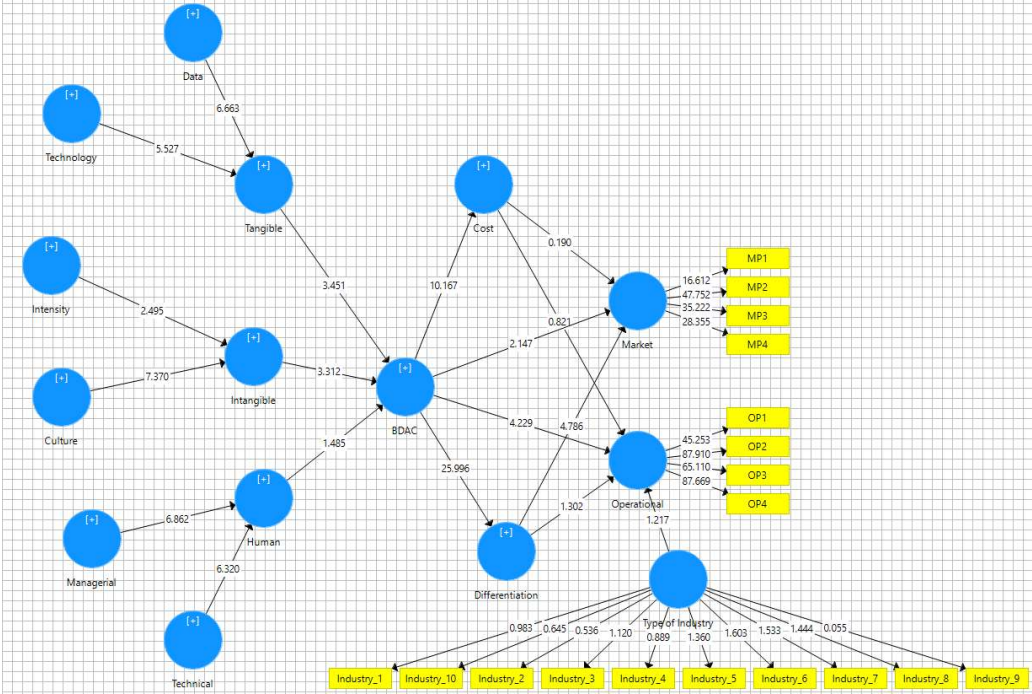 [+]
Data
6.663
[+]
Technology
5.527
[+]
Tangible
[+]
Cost
0.190
[+]
Intensity
2.495
3.451
10.167
0.821
Market
MP1
16.612
MP2
47.752
MP3
35.222
MP4
28.355
[+]
Intangible
3.312
2.147
[+]
Culture
7.370
[+]
BDAC
1.485
4.229
4.786
25.996
Operational
OP1
45.253
OP2
87.910
OP3
65.110
OP4
87.669
[+]
Human
1.302
1.217
[+]
Managerial
6.862
6.320
[+]
Differentiation
[+]
Technical
Type of Industry
0.983
0.645
0.536
1.120
0.889
1.360
1.603
1.533
1.444
0.055
Industry_1
Industry_10
Industry_2
Industry_3
Industry_4
Industry_5
Industry_6
Industry_7
Industry_8
Industry_9